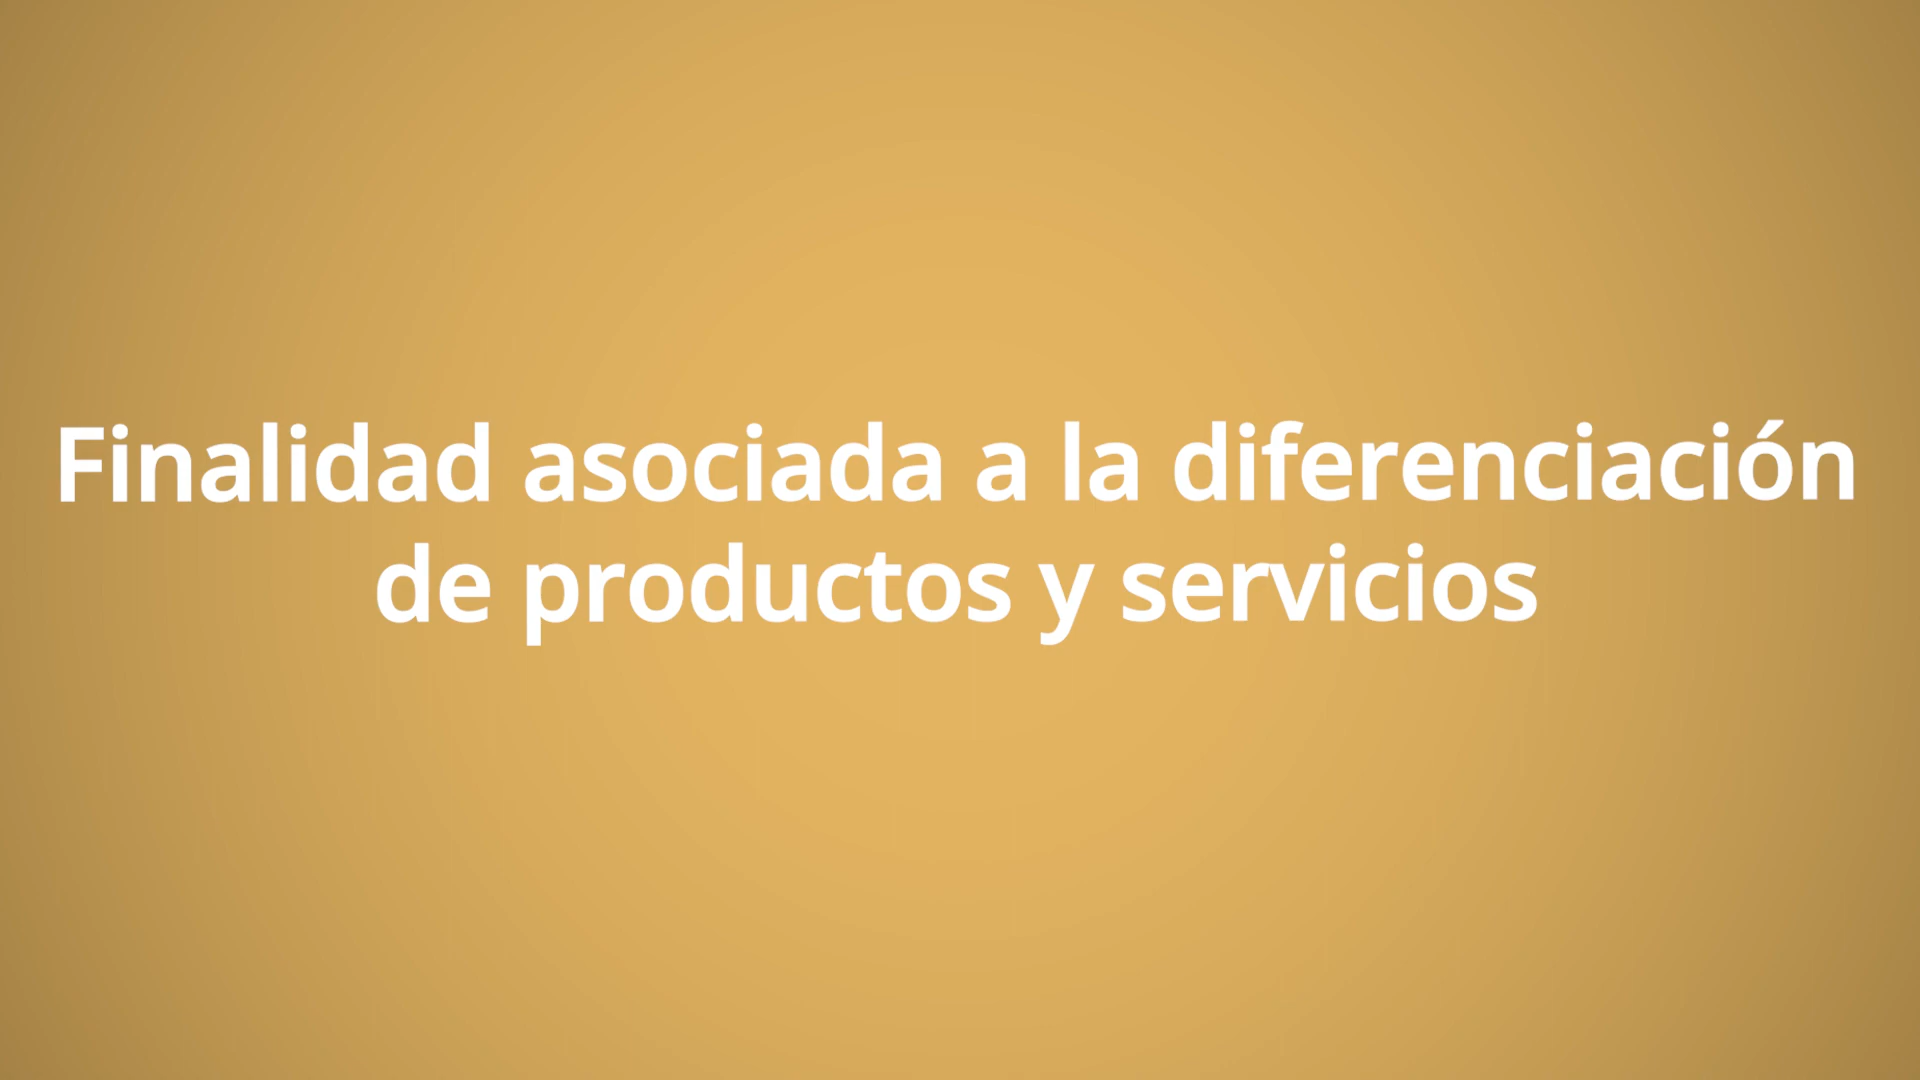 Finalidad asociada a la diferenciación
de productos y servicios